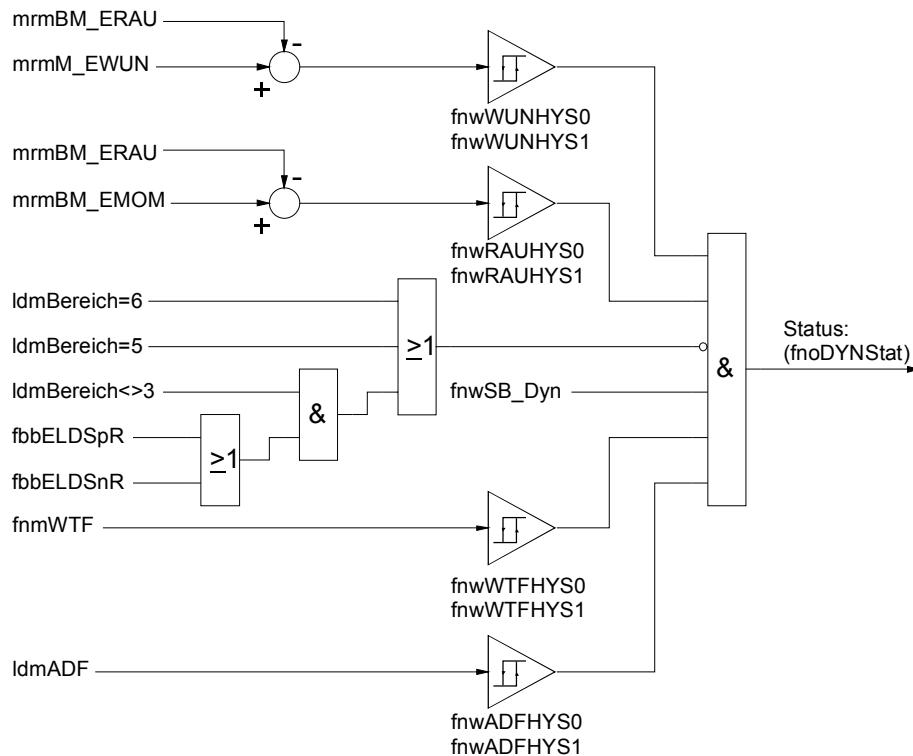 mrmBM_ERAU
-
mrmM_EWUN
+
fnwWUNHYS0
fnwWUNHYS1
mrmBM_ERAU
-
mrmBM_EMOM
+
fnwRAUHYS0
fnwRAUHYS1
ldmBereich=6
ldmBereich=5
≥1
Status:
(fnoDYNStat)
&
ldmBereich<>3
&
fnwSB_Dyn
fbbELDSpR
≥1
fbbELDSnR
fnmWTF
fnwWTFHYS0
fnwWTFHYS1
ldmADF
fnwADFHYS0
fnwADFHYS1